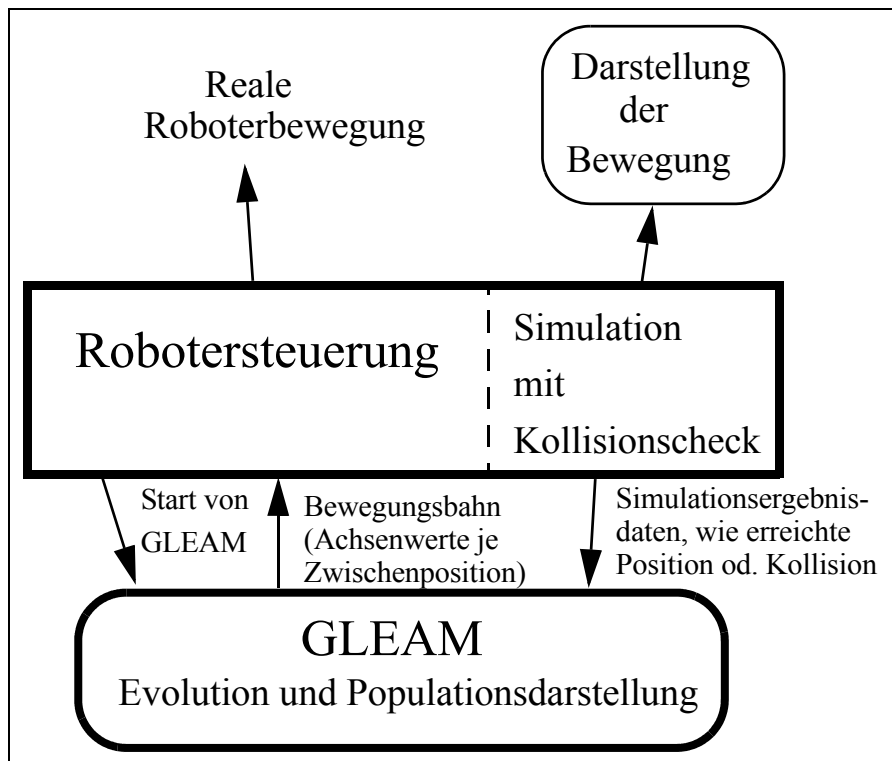 Reale
Roboterbewegung
Darstellung
der
Bewegung
Robotersteuerung
Simulation
mit
Kollisionscheck
Start von
GLEAM
Bewegungsbahn
(Achsenwerte je
Zwischenposition)
Simulationsergebnis-
daten, wie erreichte
Position od. Kollision
GLEAM
Evolution und Populationsdarstellung